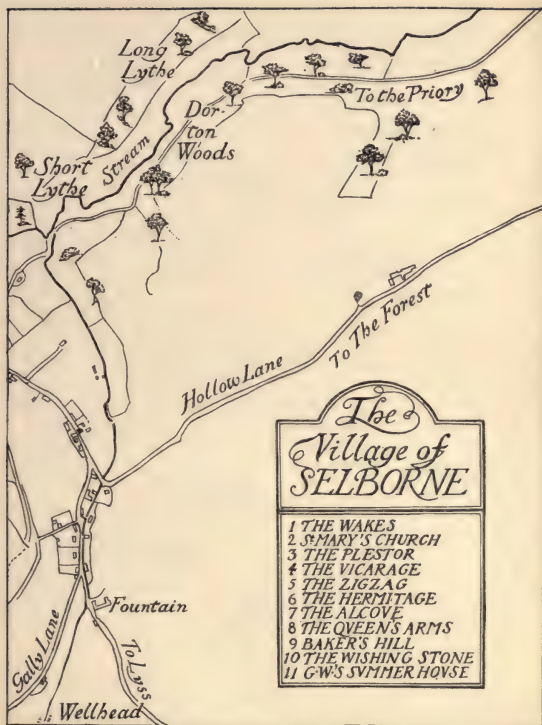 Long
Lythe
To the Priory
Dor-
ton
Woods
Stream
Short
Lythe
To The Forest
Hollow Lane
The
Village of
SELBORNE
1 THE WAKES
2 St MARY'S CHURCH
3 THE PLESTOR
4 THE VICARAGE
5 THE ZIGZAG
6 THE HERMITAGE
7 THE ALCOVE
8 THE QVEEN'S ARMS
9 BAKER'S HILL
10 THE WISHING STONE
11 G·W'S SVMMER HOVSE
Fountain
Gally Lane
To Lyss
Wellhead